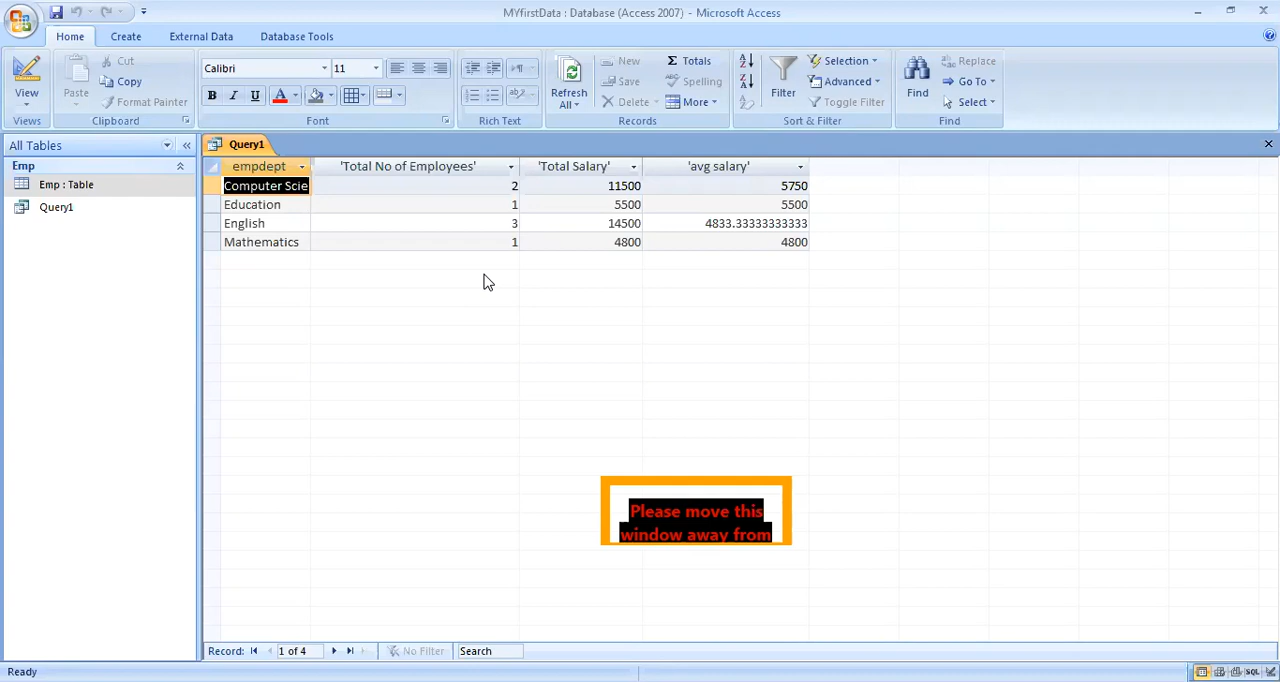 MYfirstData : Database (Access 2007) - Microsoft Access
Home Create External Data Database Tools
View
Views
Paste
Cut
Copy
Format Painter
Clipboard
Calibri 11
B I U A
Font
Rich Text
Refresh
All
New
Save
Delete
Totals
Spelling
More
Records
Filter
Selection
Advanced
Toggle Filter
Sort & Filter
Find
Replace
Go To
Select
Find
All Tables
Emp
Emp : Table
Query1
Query1
empdept 'Total No of Employees' 'Total Salary' 'avg salary'
Computer Scie 2 11500 5750
Education 1 5500 5500
English 3 14500 4833.33333333333
Mathematics 1 4800 4800
Please move this
window away from
Record: 1 of 4 No Filter Search
Ready SQL